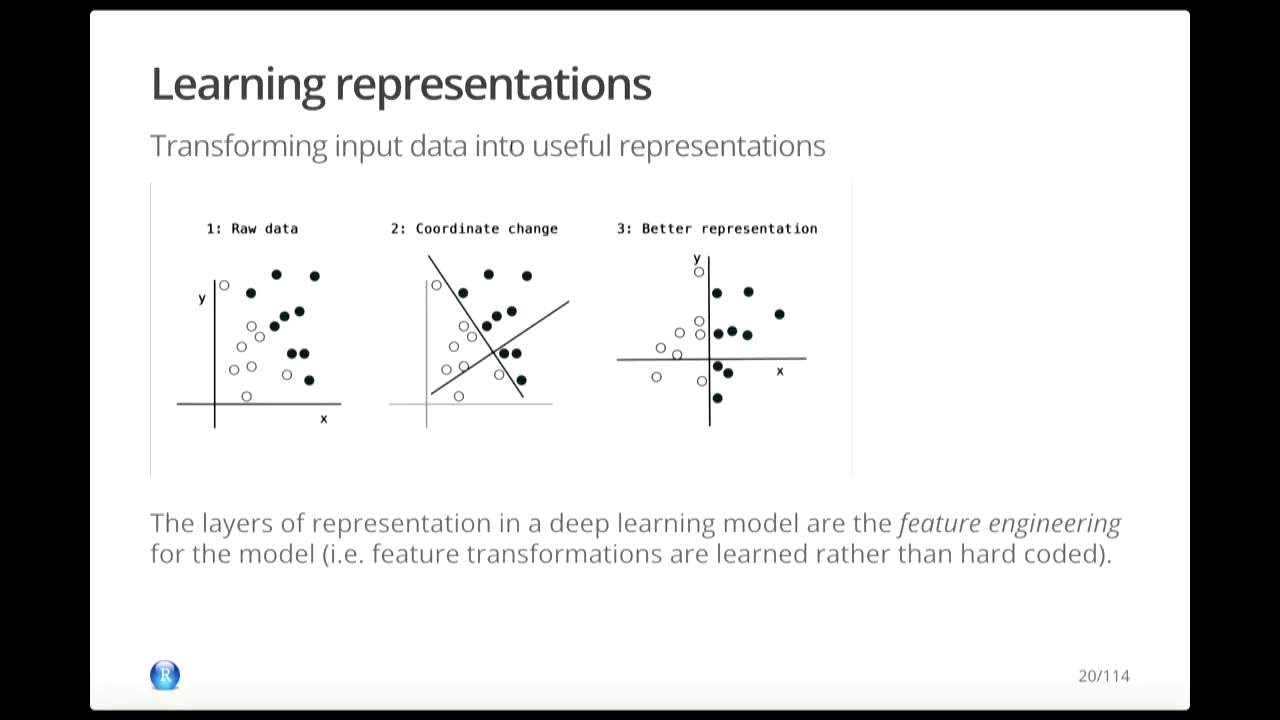 Learning representations
Transforming input data into useful representations
1: Raw data
2: Coordinate change
3: Better representation
y
x
y
x
The layers of representation in a deep learning model are the feature engineering
for the model (i.e. feature transformations are learned rather than hard coded).
R
20/114